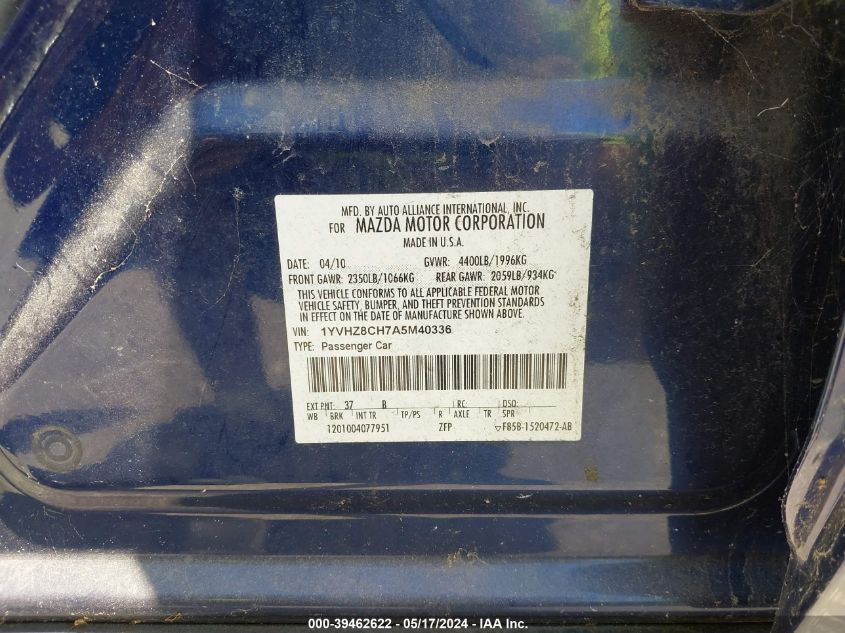 MFD. BY AUTO ALLIANCE INTERNATIONAL, INC.
FOR MAZDA MOTOR CORPORATION
MADE IN U.S.A.
DATE: 04/10 GVWR: 4400LB/1996KG
FRONT GAWR: 2350LB/1066KG REAR GAWR: 2059LB/934KG
THIS VEHICLE CONFORMS TO ALL APPLICABLE FEDERAL MOTOR
VEHICLE SAFETY, BUMPER, AND THEFT PREVENTION STANDARDS
IN EFFECT ON THE DATE OF MANUFACTURE SHOWN ABOVE.
VIN: 1YVHZ8CH7A5M40336
TYPE: Passenger Car
EXT PNT: 37 B RC: DSO:
WB BRK INT TR TP/PS R AXLE TR SPR
1201004077951 ZFP F85B-1520472-AB
000-39462622 - 05/17/2024 - IAA Inc.